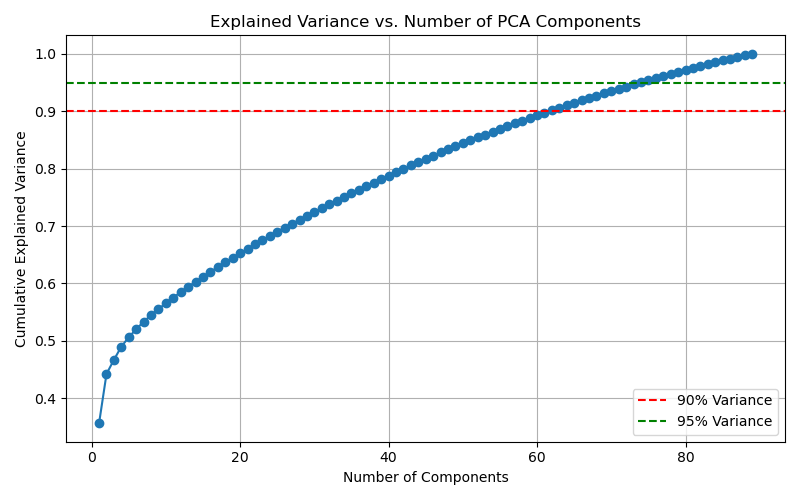 Explained Variance vs. Number of PCA Components
Cumulative Explained Variance
1.0
0.9
0.8
0.7
0.6
0.5
0.4
0 20 40 60 80
Number of Components
90% Variance
95% Variance